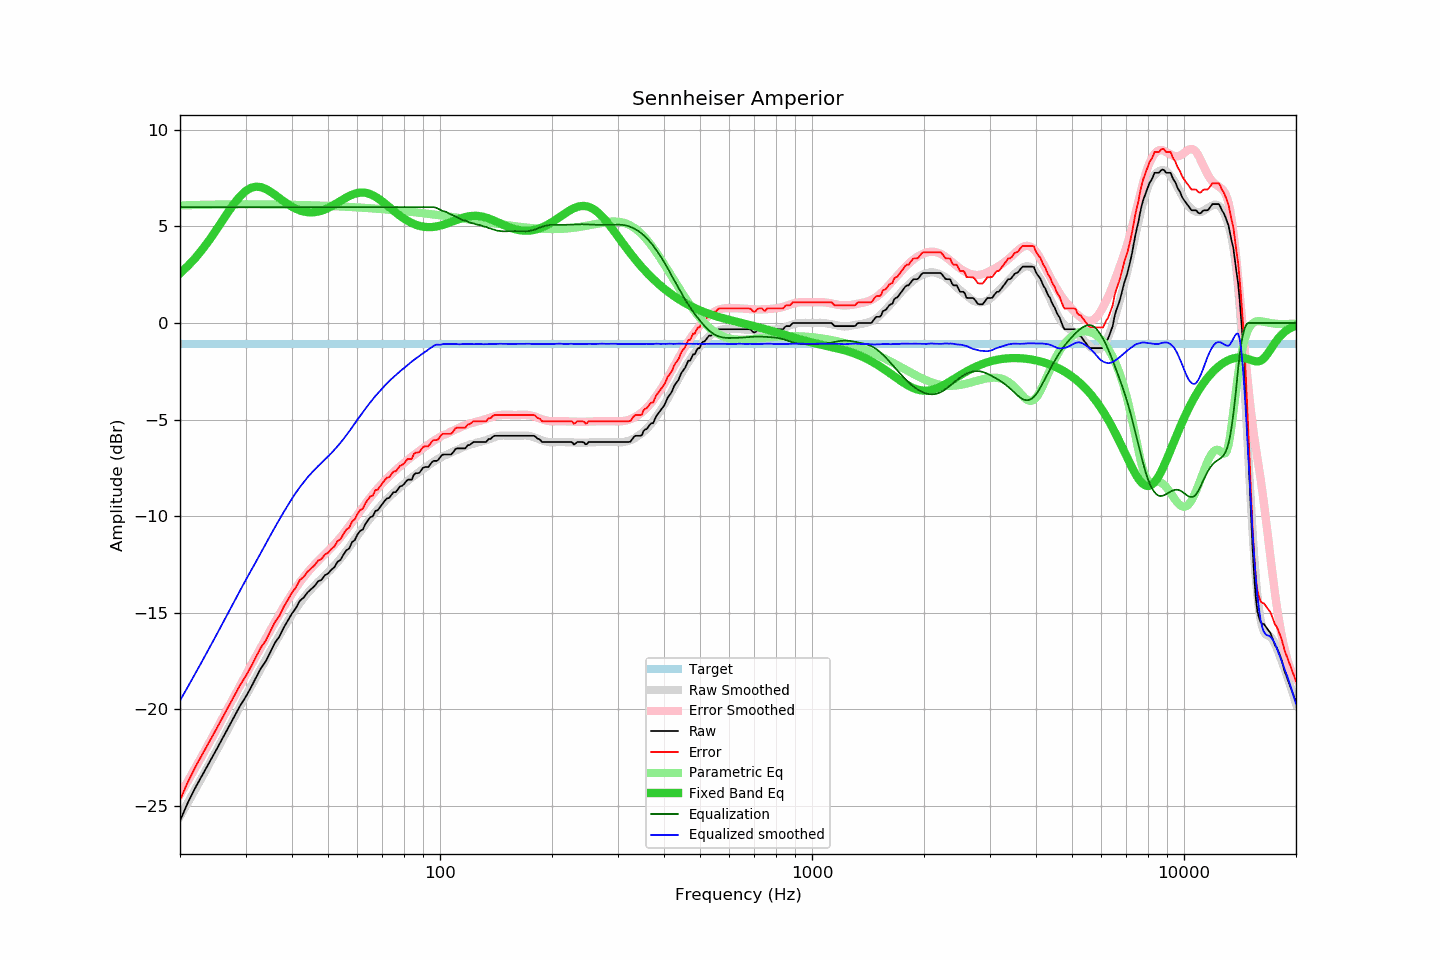 Sennheiser Amperior
10
5
0
−5
−10
−15
−20
−25
Amplitude (dBr)
Target
Raw Smoothed
Error Smoothed
Raw
Error
Parametric Eq
Fixed Band Eq
Equalization
Equalized smoothed
100 1000 10000
Frequency (Hz)